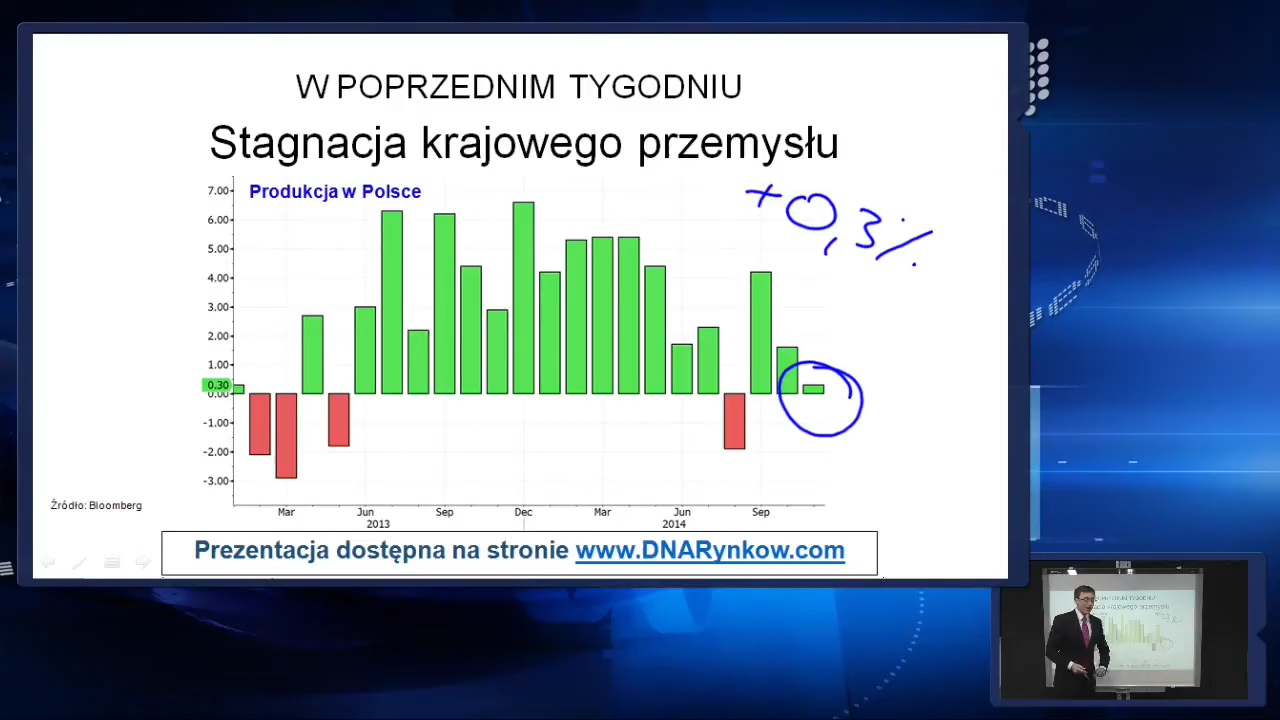 W POPRZEDNIM TYGODNIU
Stagnacja krajowego przemysłu
Produkcja w Polsce
+0,3%
7.00
6.00
5.00
4.00
3.00
2.00
1.00
0.30
0.00
-1.00
-2.00
-3.00
Mar Jun Sep Dec Mar Jun Sep
2013 2014
Źródło: Bloomberg
Prezentacja dostępna na stronie www.DNARynkow.com